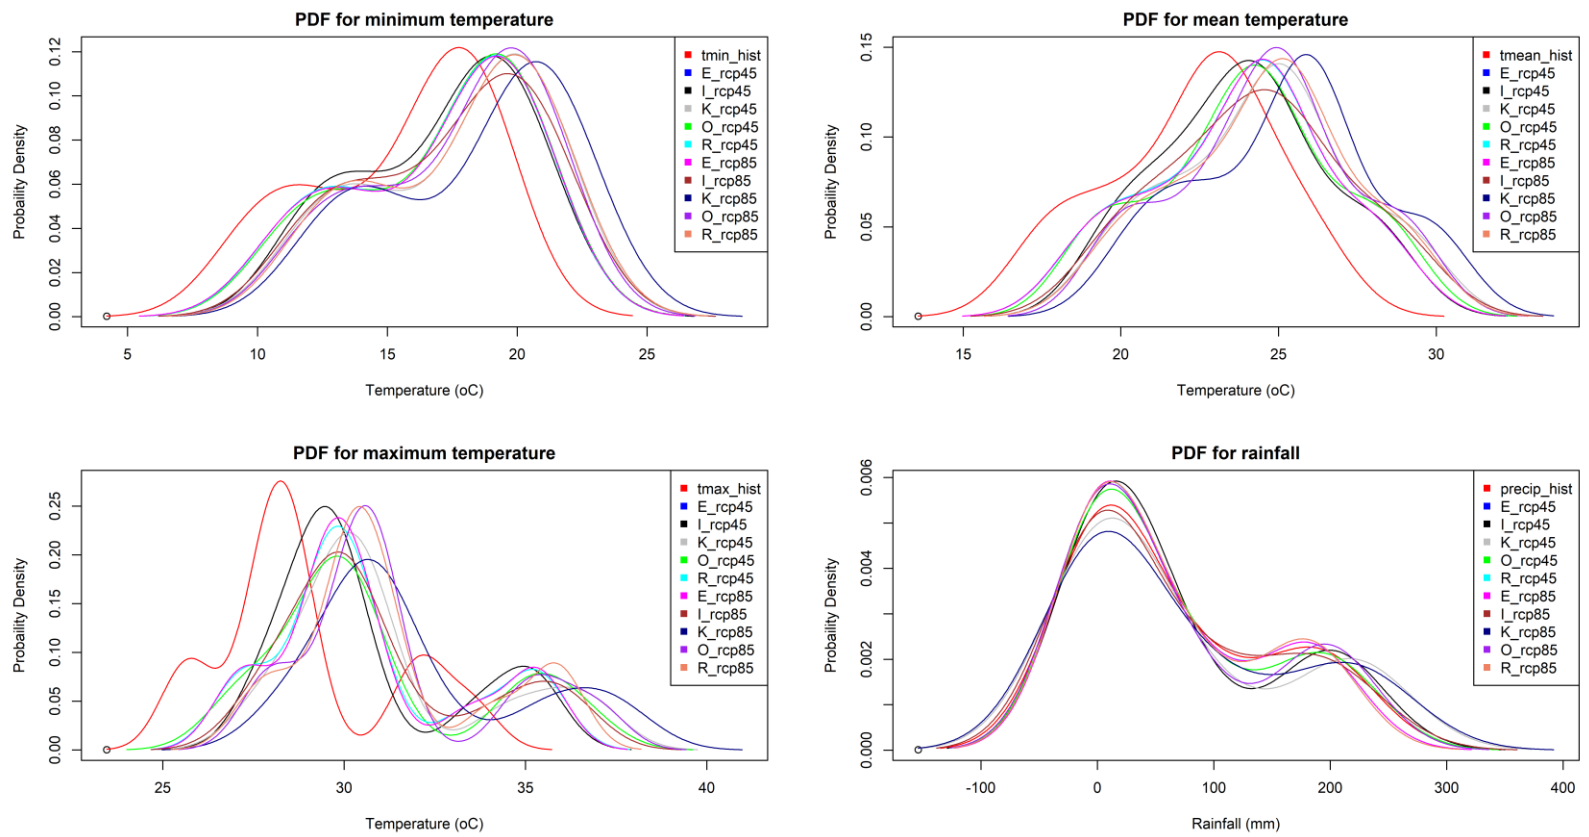 PDF for minimum temperature
Probaility Density
0.00 0.02 0.04 0.06 0.08 0.10 0.12
tmin_hist
E_rcp45
I_rcp45
K_rcp45
O_rcp45
R_rcp45
E_rcp85
I_rcp85
K_rcp85
O_rcp85
R_rcp85
5 10 15 20 25
Temperature (oC)
PDF for mean temperature
Probaility Density
0.00 0.05 0.10 0.15
tmean_hist
E_rcp45
I_rcp45
K_rcp45
O_rcp45
R_rcp45
E_rcp85
I_rcp85
K_rcp85
O_rcp85
R_rcp85
15 20 25 30
Temperature (oC)
PDF for maximum temperature
Probaility Density
0.00 0.05 0.10 0.15 0.20 0.25
tmax_hist
E_rcp45
I_rcp45
K_rcp45
O_rcp45
R_rcp45
E_rcp85
I_rcp85
K_rcp85
O_rcp85
R_rcp85
25 30 35 40
Temperature (oC)
PDF for rainfall
Probaility Density
0.000 0.002 0.004 0.006
precip_hist
E_rcp45
I_rcp45
K_rcp45
O_rcp45
R_rcp45
E_rcp85
I_rcp85
K_rcp85
O_rcp85
R_rcp85
-100 0 100 200 300 400
Rainfall (mm)